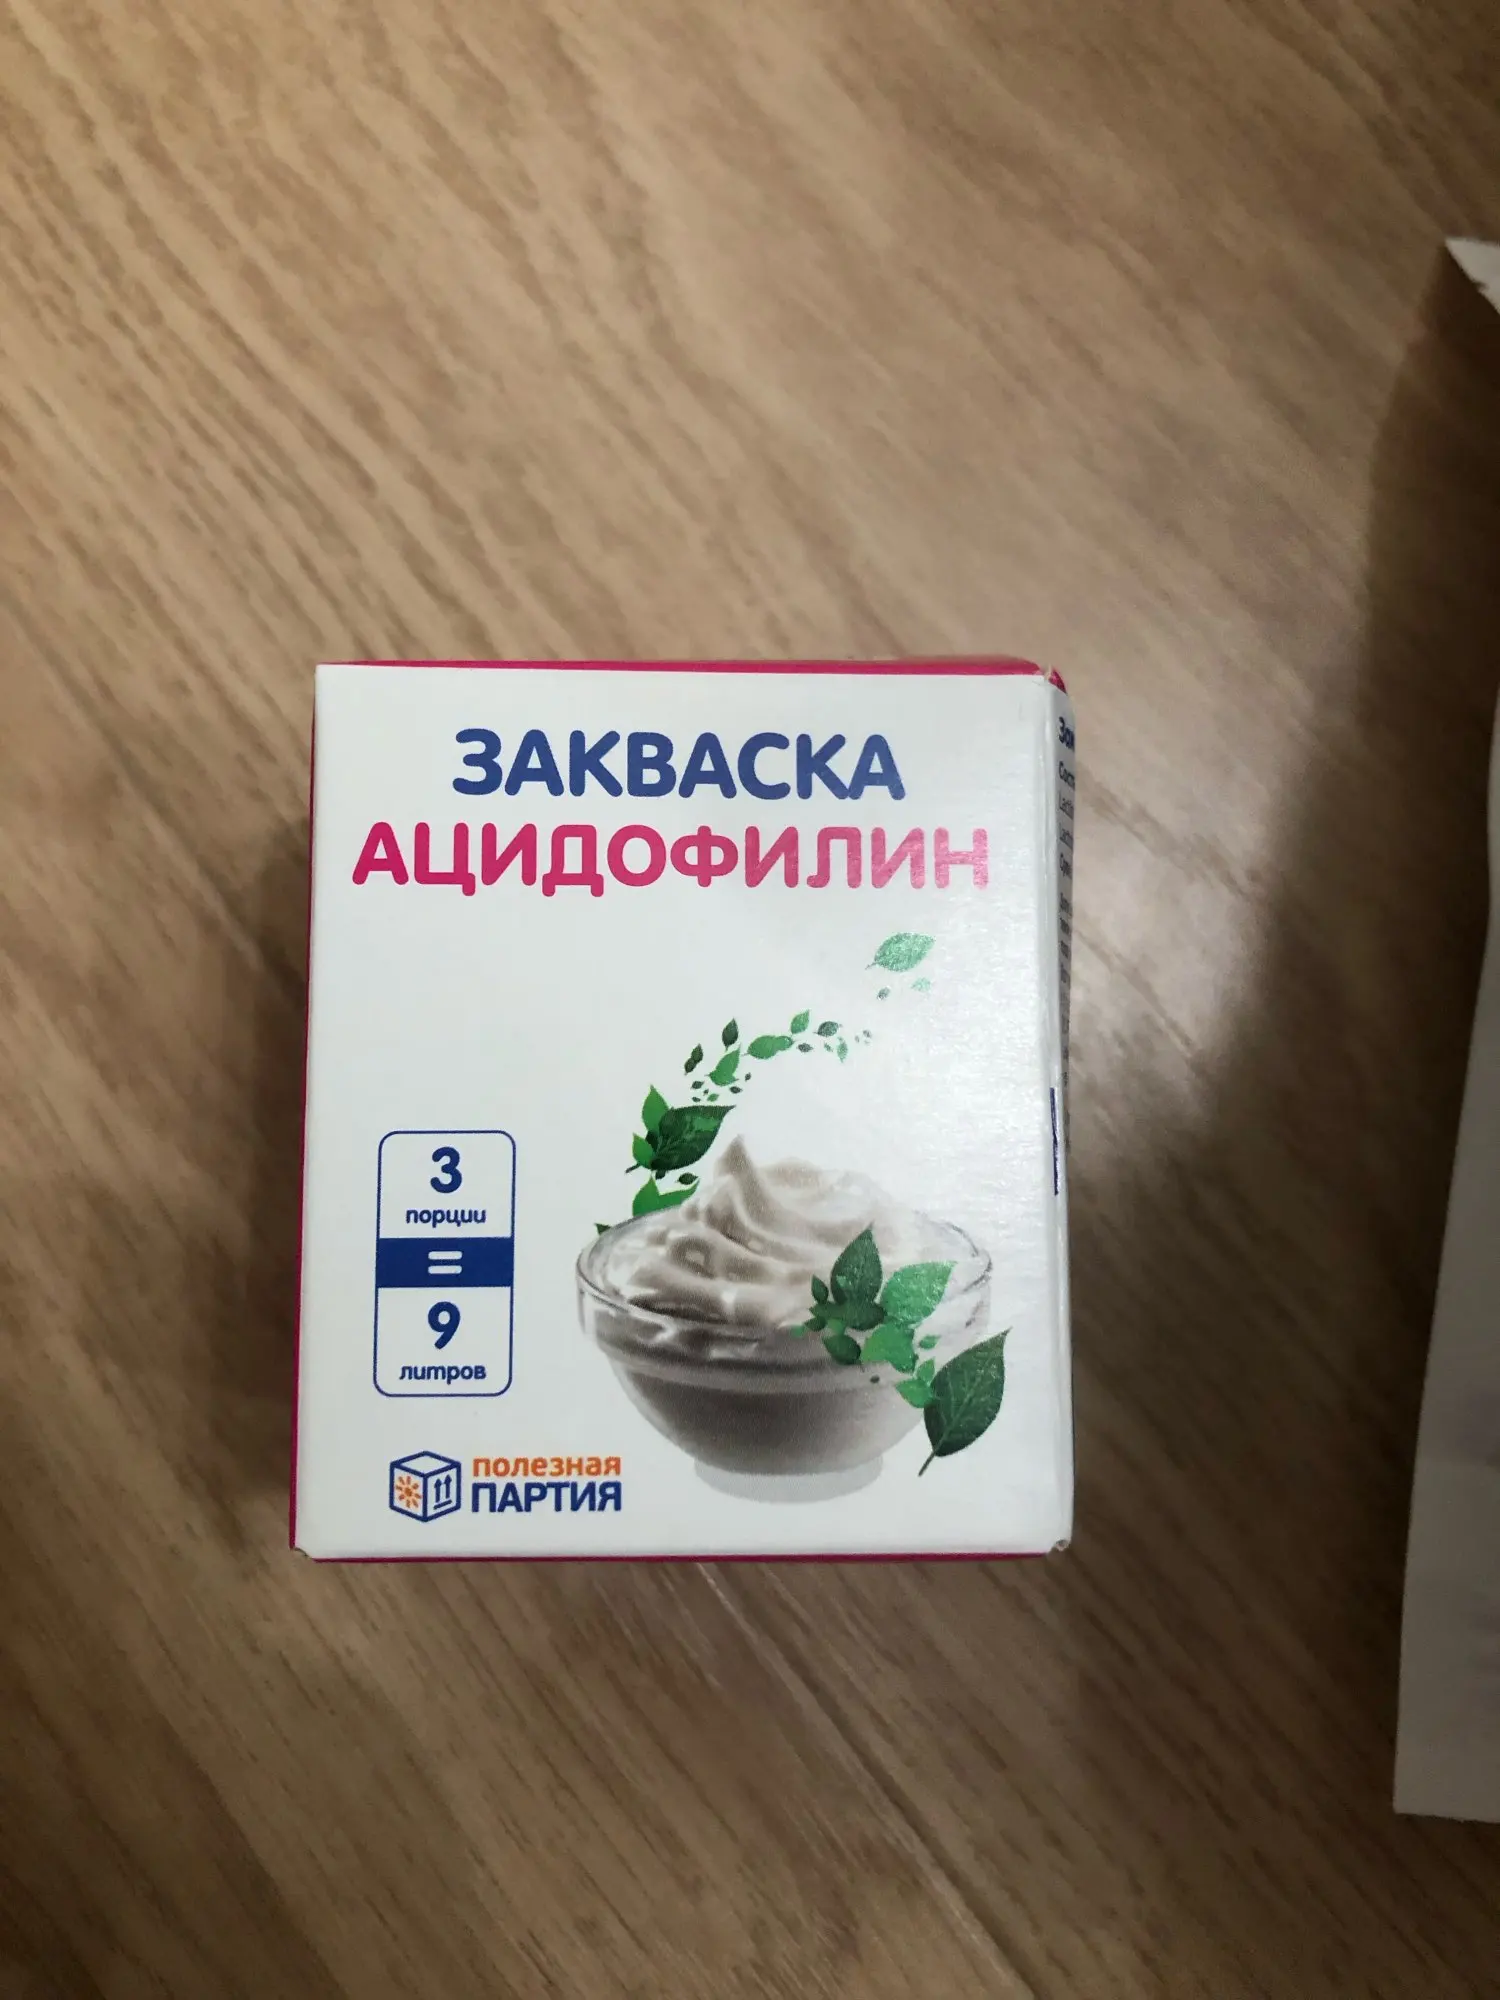 ЗАКВАСКА
АЦИДОФИЛИН
3
порции
=
9
литров
полезная
ПАРТИЯ